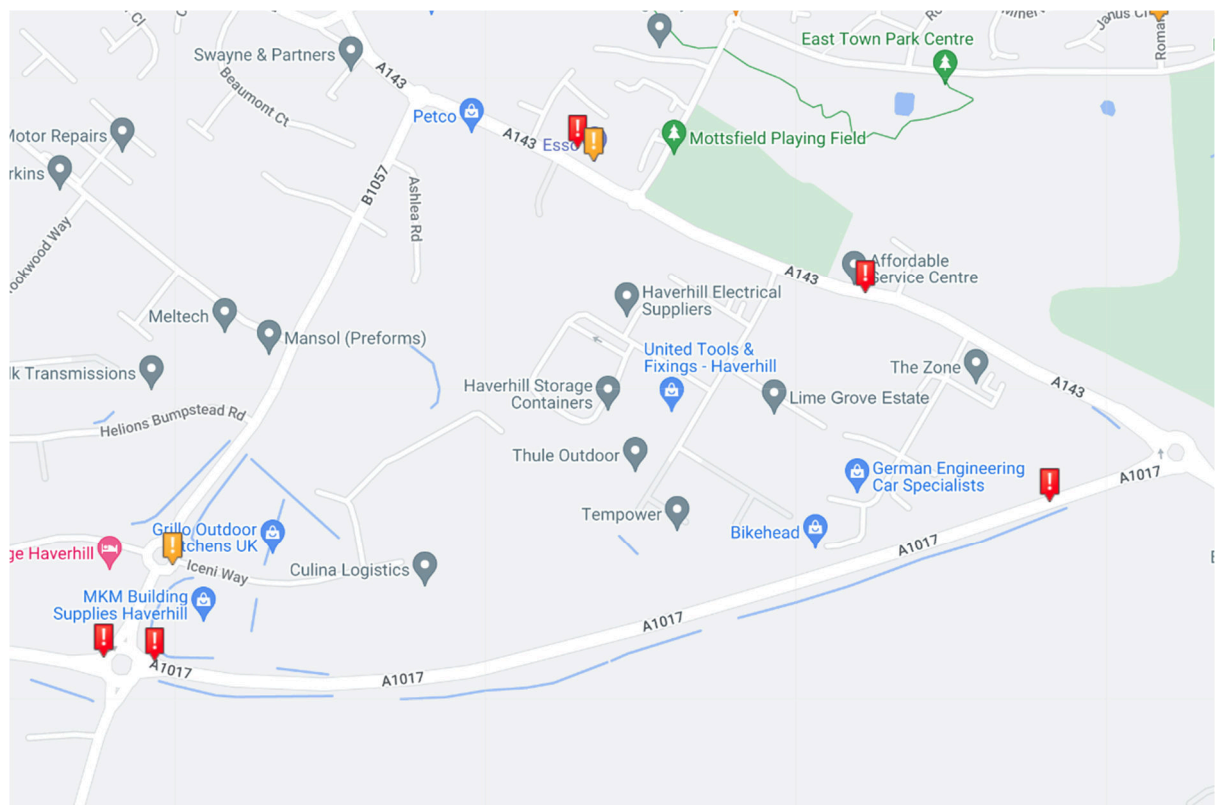 Swayne & Partners
A143
East Town Park Centre
Janus Cl
Roman
Beaumont Ct
Petco
A143
Esso
Mottsfield Playing Field
Motor Repairs
rkins
B1057
Ashlea Rd
ookwood Way
A143
Affordable
Service Centre
Haverhill Electrical
Suppliers
Meltech
Mansol (Preforms)
United Tools &
Fixings - Haverhill
The Zone
lk Transmissions
A143
Haverhill Storage
Containers
Lime Grove Estate
Helions Bumpstead Rd
Thule Outdoor
German Engineering
Car Specialists
A1017
Tempower
Bikehead
Grillo Outdoor
tchens UK
A1017
ge Haverhill
Iceni Way
Culina Logistics
MKM Building
Supplies Haverhill
A1017
A1017
A1017